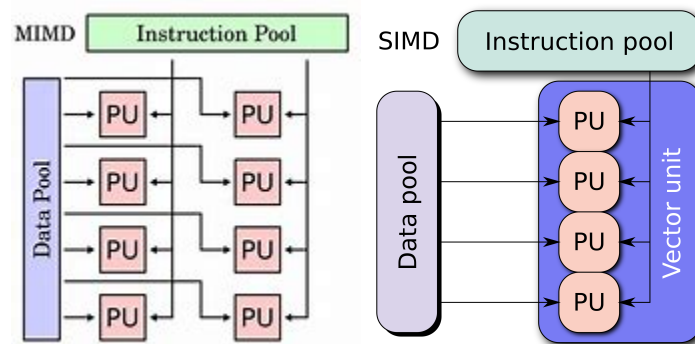 MIMD
Instruction Pool
Data Pool
PU
PU
PU
PU
PU
PU
PU
PU
SIMD
Instruction pool
Data pool
PU
PU
PU
PU
Vector unit